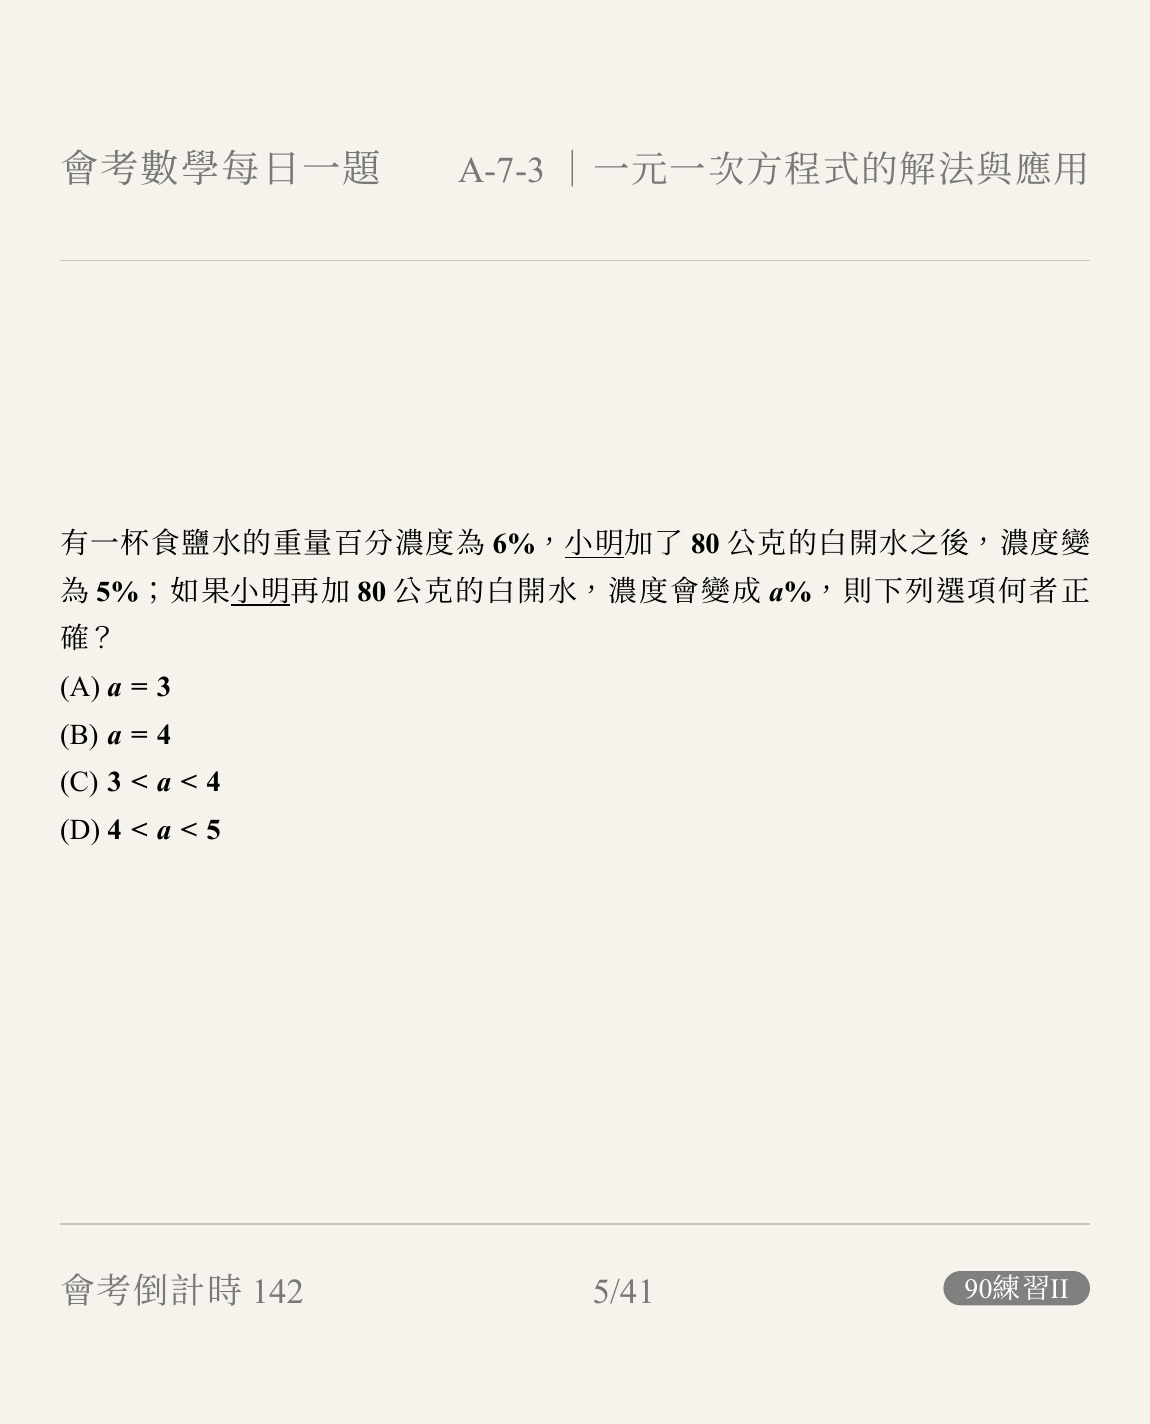 會考數學每日一題 A-7-3 | 一元一次方程式的解法與應用
有一杯食鹽水的重量百分濃度為 6%，小明加了 80 公克的白開水之後，濃度變
為 5%；如果小明再加 80 公克的白開水，濃度會變成 a%，則下列選項何者正
確？
(A) a = 3
(B) a = 4
(C) 3 < a < 4
(D) 4 < a < 5
會考倒計時 142 5/41 90練習II